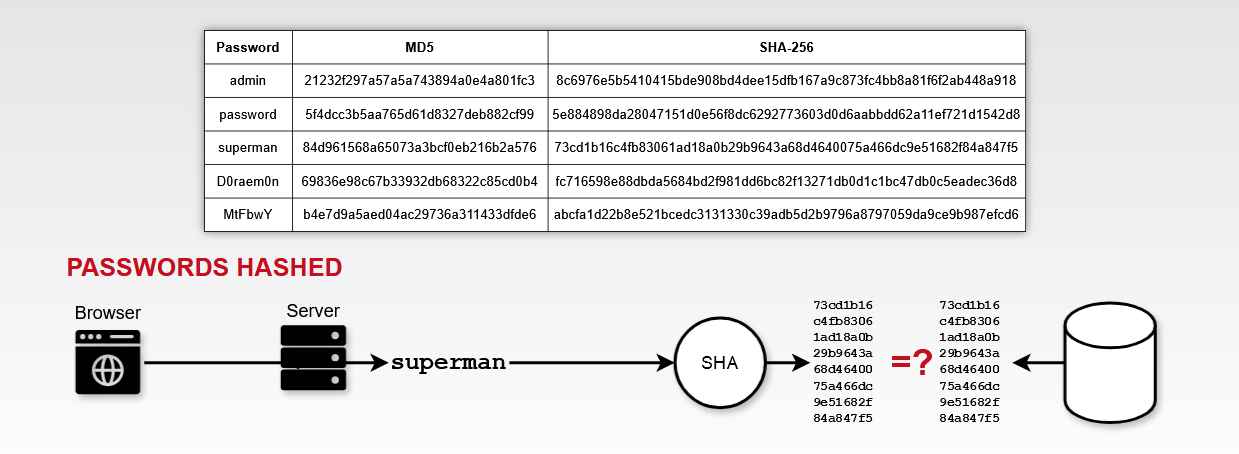 Password MD5 SHA-256
admin 21232f297a57a5a743894a0e4a801fc3 8c6976e5b5410415bde908bd4dee15dfb167a9c873fc4bb8a81f6f2ab448a918
password 5f4dcc3b5aa765d61d8327deb882cf99 5e884898da28047151d0e56f8dc6292773603d0d6aabbdd62a11ef721d1542d8
superman 84d961568a65073a3bcf0eb216b2a576 73cd1b16c4fb83061ad18a0b29b9643a68d4640075a466dc9e51682f84a847f5
D0raem0n 69836e98c67b33932db68322c85cd0b4 fc716598e88dbda5684bd2f981dd6bc82f13271db0d1c1bc47db0c5eadec36d8
MtFbwY b4e7d9a5aed04ac29736a311433dfde6 abcfa1d22b8e521bcedc3131330c39adb5d2b9796a8797059da9ce9b987efcd6
PASSWORDS HASHED
Browser
Server
superman
SHA
73cd1b16 73cd1b16
c4fb8306 c4fb8306
1ad18a0b 1ad18a0b
29b9643a =? 29b9643a
68d46400 68d46400
75a466dc 75a466dc
9e51682f 9e51682f
84a847f5 84a847f5